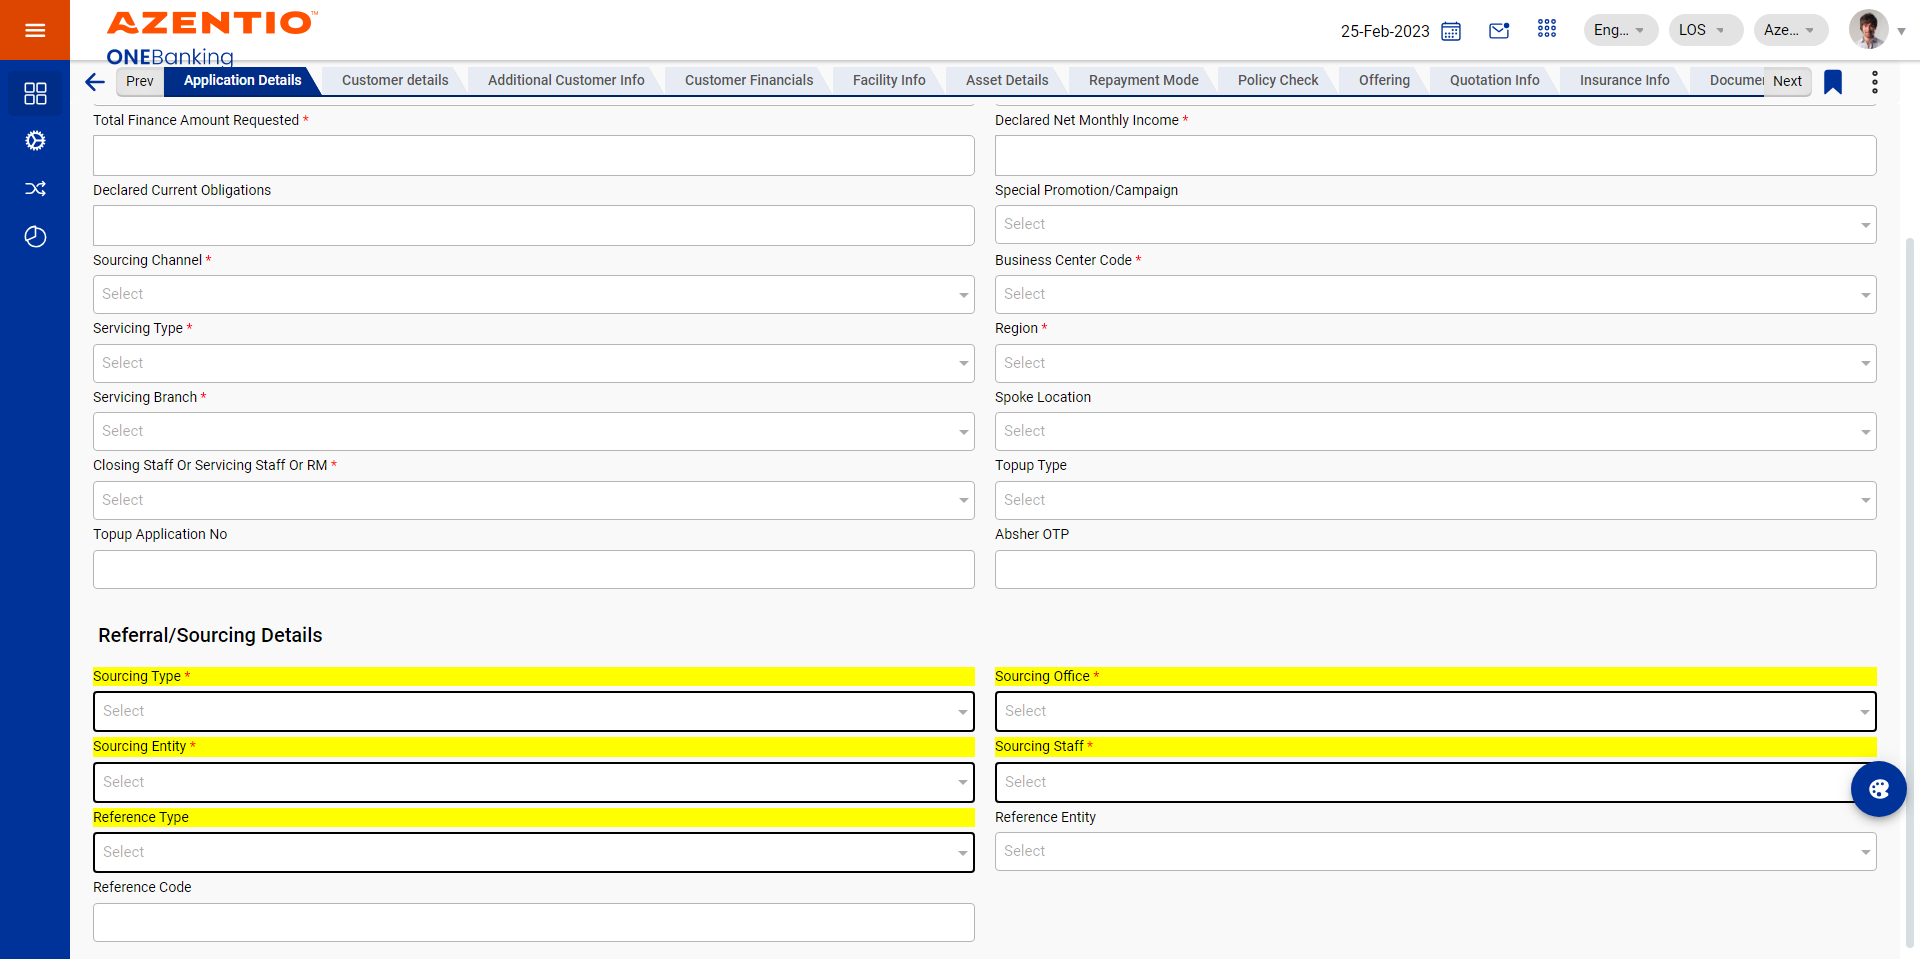 AZENTIO™
ONEBanking
25-Feb-2023
Eng...
LOS
Aze...
Prev
Application Details
Customer details
Additional Customer Info
Customer Financials
Facility Info
Asset Details
Repayment Mode
Policy Check
Offering
Quotation Info
Insurance Info
Documer
Next
Total Finance Amount Requested *
Declared Net Monthly Income *
Declared Current Obligations
Special Promotion/Campaign
Select
Sourcing Channel *
Business Center Code *
Select
Select
Servicing Type *
Region *
Select
Select
Servicing Branch *
Spoke Location
Select
Select
Closing Staff Or Servicing Staff Or RM *
Topup Type
Select
Select
Topup Application No
Absher OTP
Referral/Sourcing Details
Sourcing Type *
Sourcing Office *
Select
Select
Sourcing Entity *
Sourcing Staff *
Select
Select
Reference Type
Reference Entity
Select
Select
Reference Code